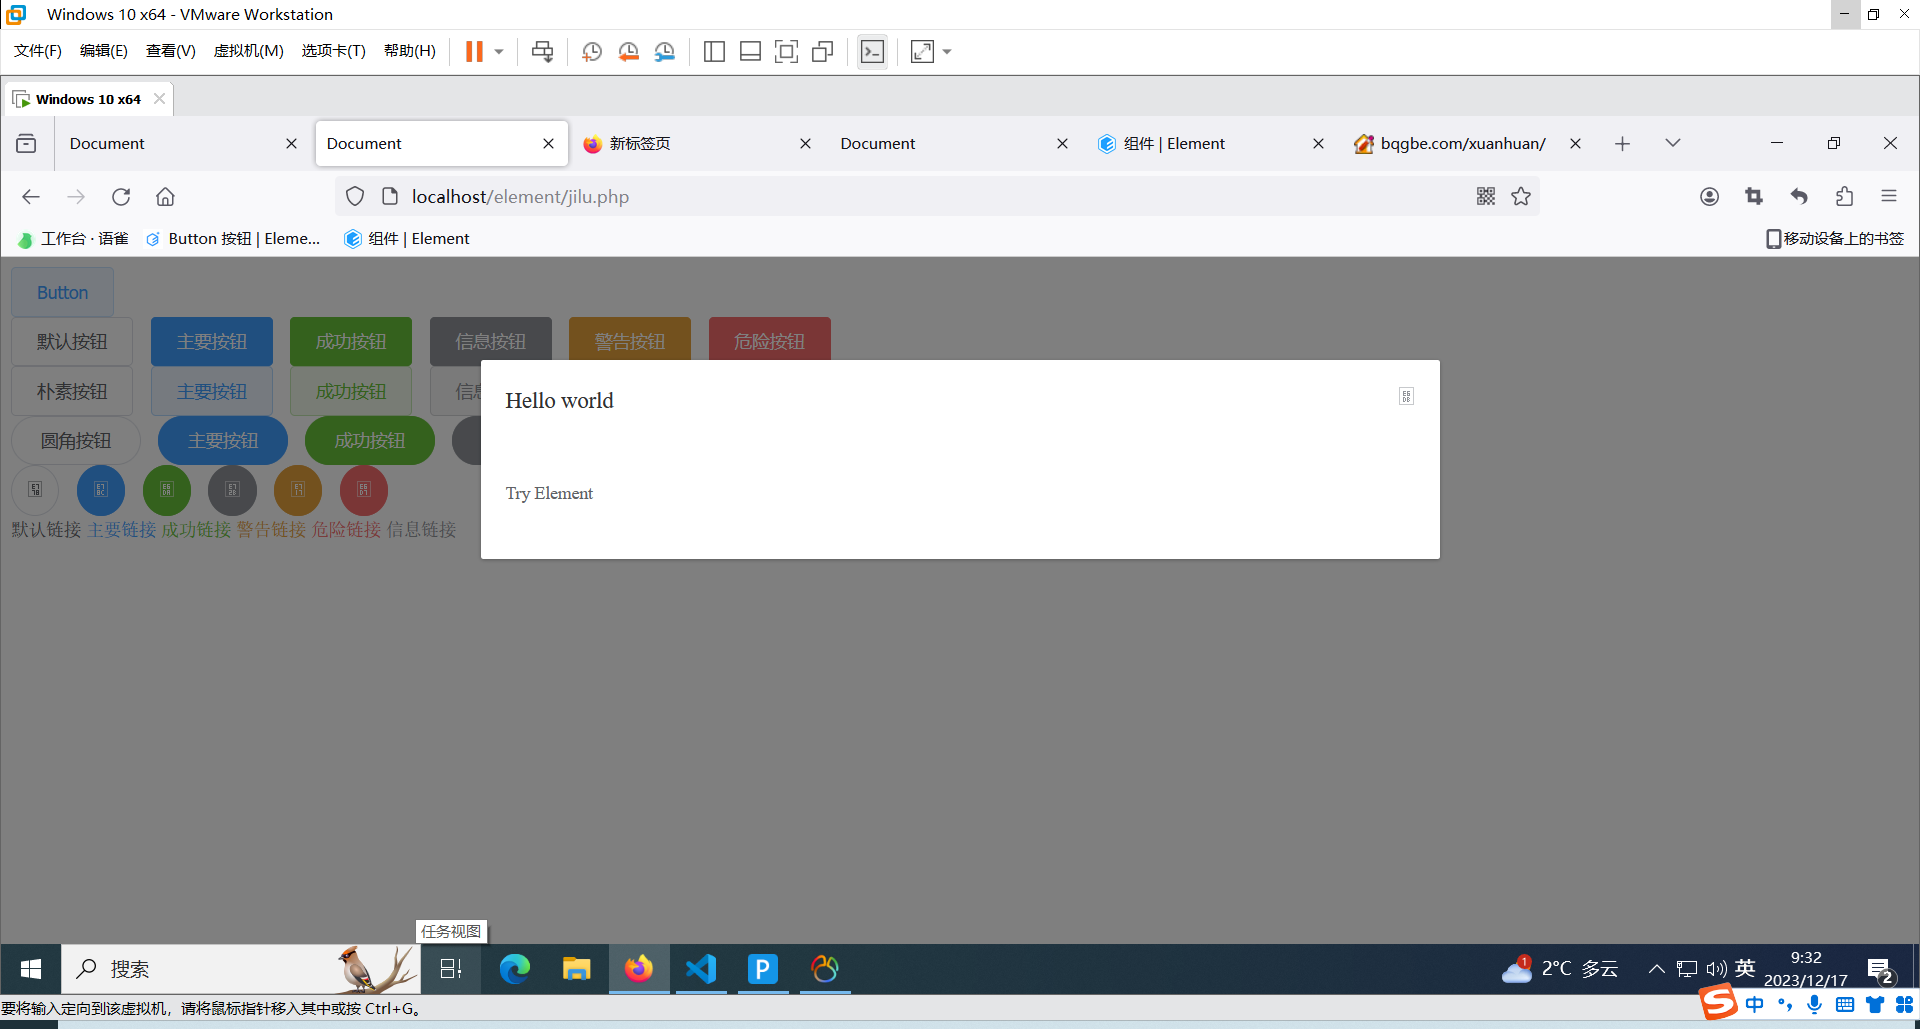 Windows 10 x64 - VMware Workstation
文件(F) 编辑(E) 查看(V) 虚拟机(M) 选项卡(T) 帮助(H)
Windows 10 x64
Document Document 新标签页 Document 组件 | Element bqgbe.com/xuanhuan/
localhost/element/jilu.php
工作台 · 语雀 Button 按钮 | Eleme... 组件 | Element 移动设备上的书签
Button
默认按钮 主要按钮 成功按钮 信息按钮 警告按钮 危险按钮
朴素按钮 主要按钮 成功按钮 信息
Hello world
圆角按钮 主要按钮 成功按钮
Try Element
默认链接 主要链接 成功链接 警告链接 危险链接 信息链接
任务视图
搜索 1 2°C 多云 英 9:32
2023/12/17 2
要将输入定向到该虚拟机，请将鼠标指针移入其中或按 Ctrl+G。 中